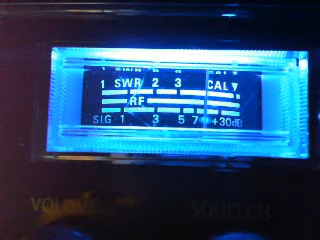 1 SWR 2 3 CAL▼
RF
SIG 1 3 5 7 +30dB
VOLUME
SQUELCH